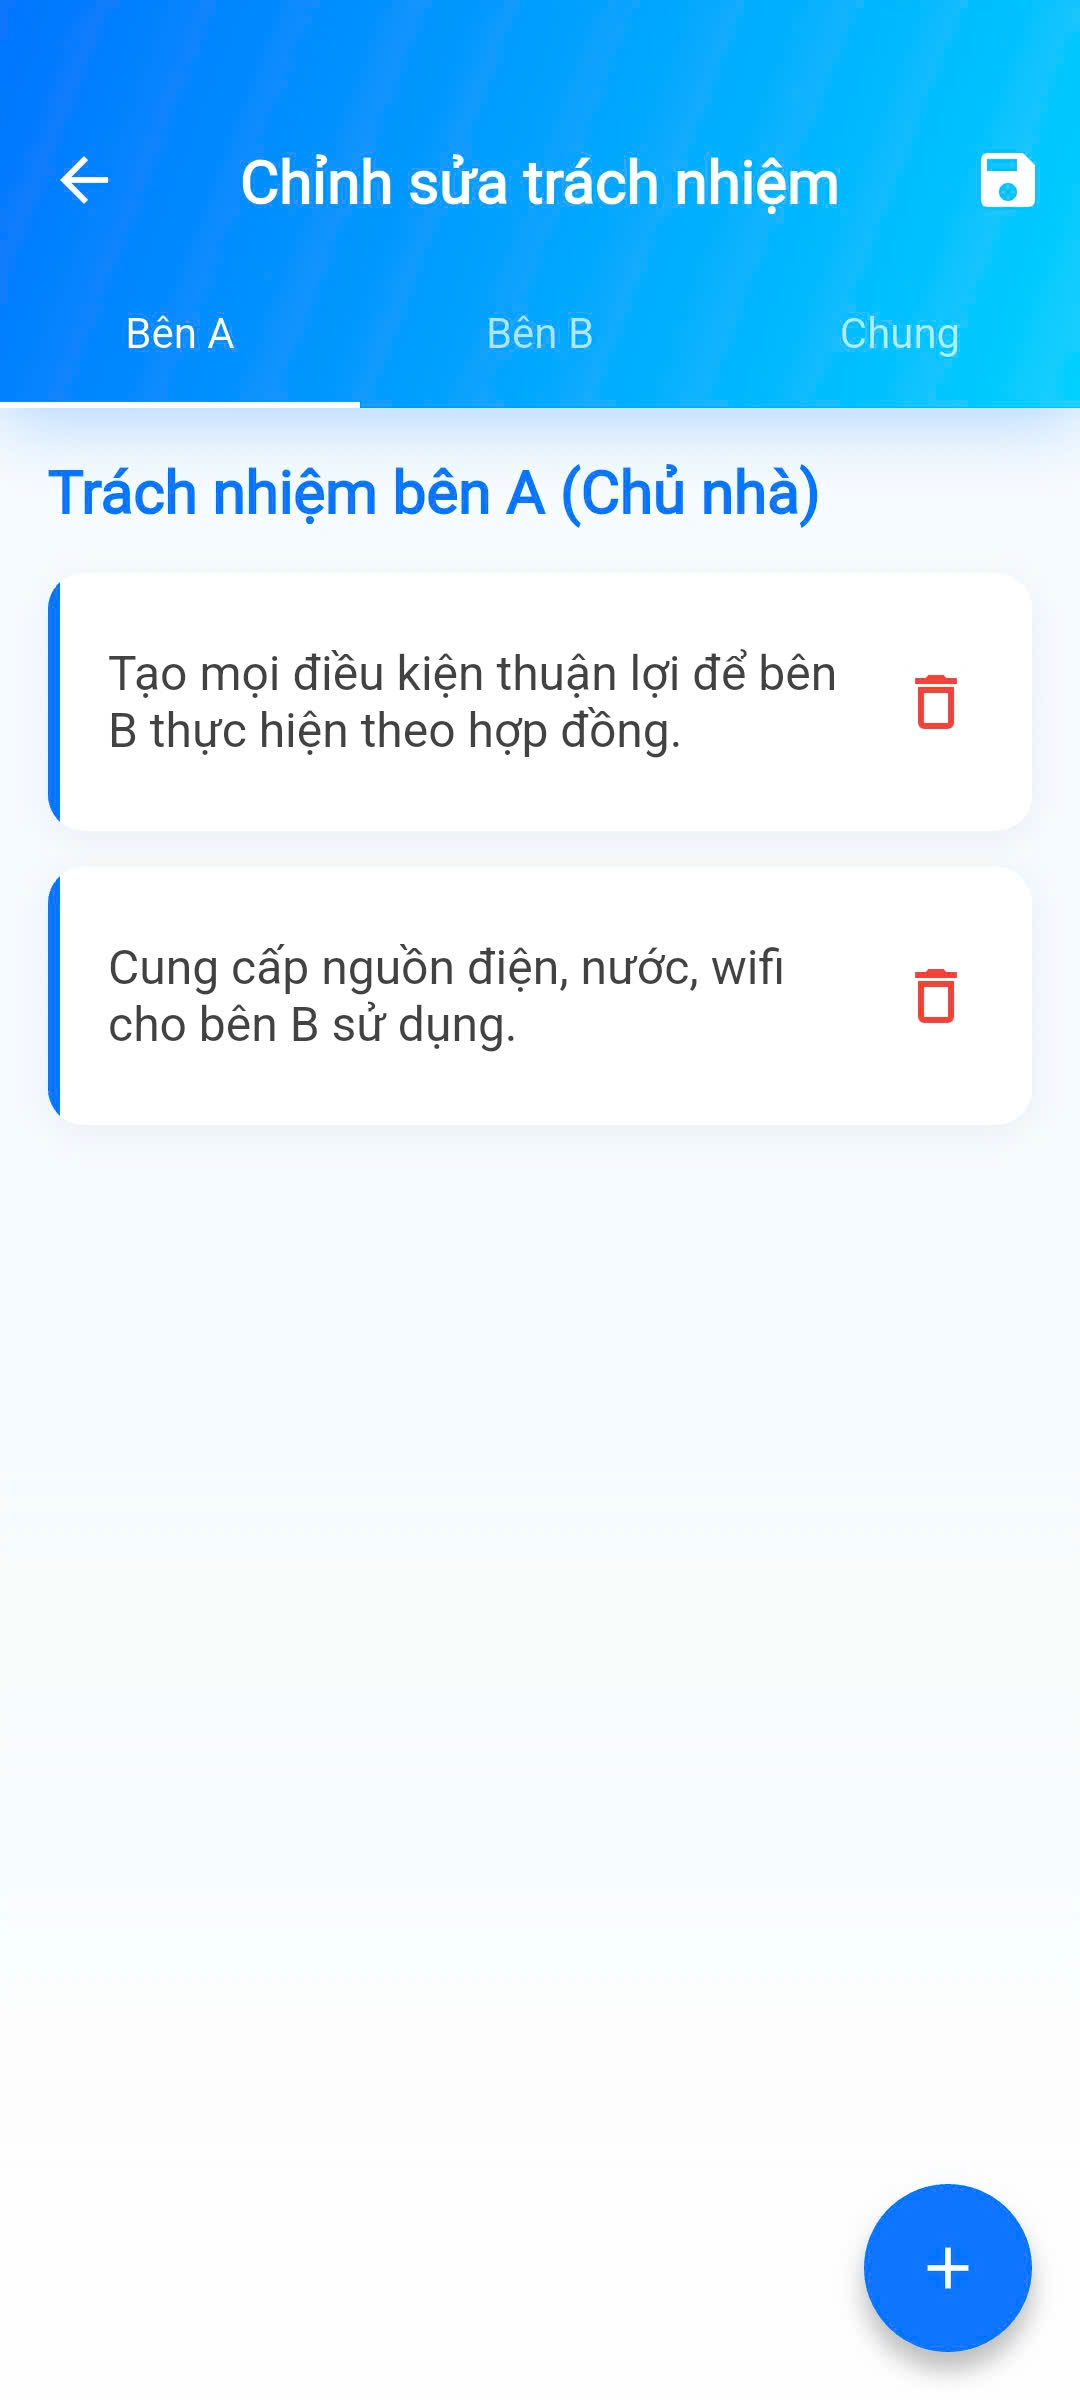 Chỉnh sửa trách nhiệm
Bên A
Bên B
Chung
Trách nhiệm bên A (Chủ nhà)
Tạo mọi điều kiện thuận lợi để bên
B thực hiện theo hợp đồng.
Cung cấp nguồn điện, nước, wifi
cho bên B sử dụng.